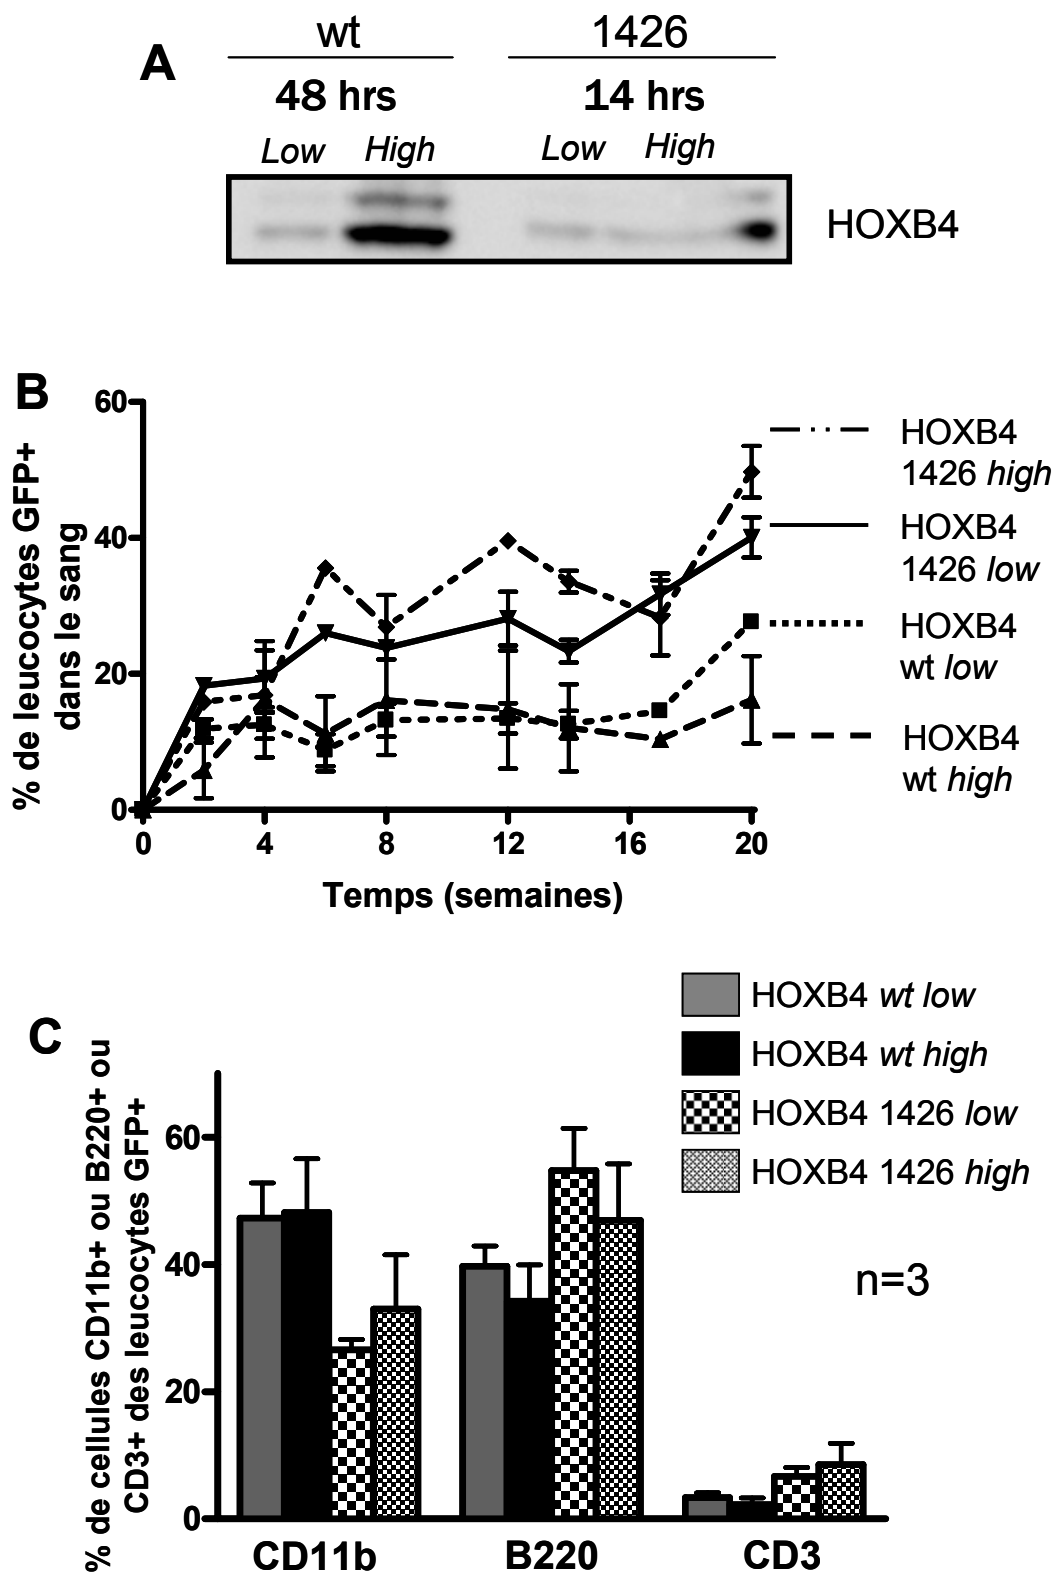 A
wt
1426
48 hrs
14 hrs
Low
High
Low
High
HOXB4
B
% de leucocytes GFP+
dans le sang
60
40
20
0
0
4
8
12
16
20
Temps (semaines)
HOXB4
1426 high
HOXB4
1426 low
HOXB4
wt low
HOXB4
wt high
C
% de cellules CD11b+ ou B220+ ou
CD3+ des leucocytes GFP+
60
40
20
0
CD11b
B220
CD3
HOXB4 wt low
HOXB4 wt high
HOXB4 1426 low
HOXB4 1426 high
n=3